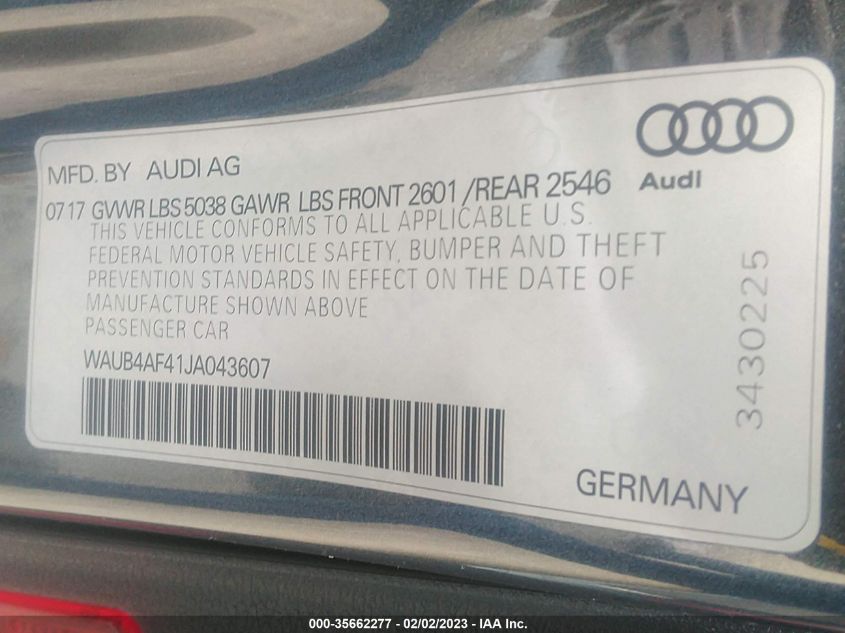 MFD. BY AUDI AG
Audi
07 17 GVWR LBS 5038 GAWR LBS FRONT 2601 /REAR 2546
THIS VEHICLE CONFORMS TO ALL APPLICABLE U.S.
FEDERAL MOTOR VEHICLE SAFETY, BUMPER AND THEFT
PREVENTION STANDARDS IN EFFECT ON THE DATE OF
MANUFACTURE SHOWN ABOVE
PASSENGER CAR
WAUB4AF41JA043607
3430225
GERMANY
000-35662277 - 02/02/2023 - IAA Inc.